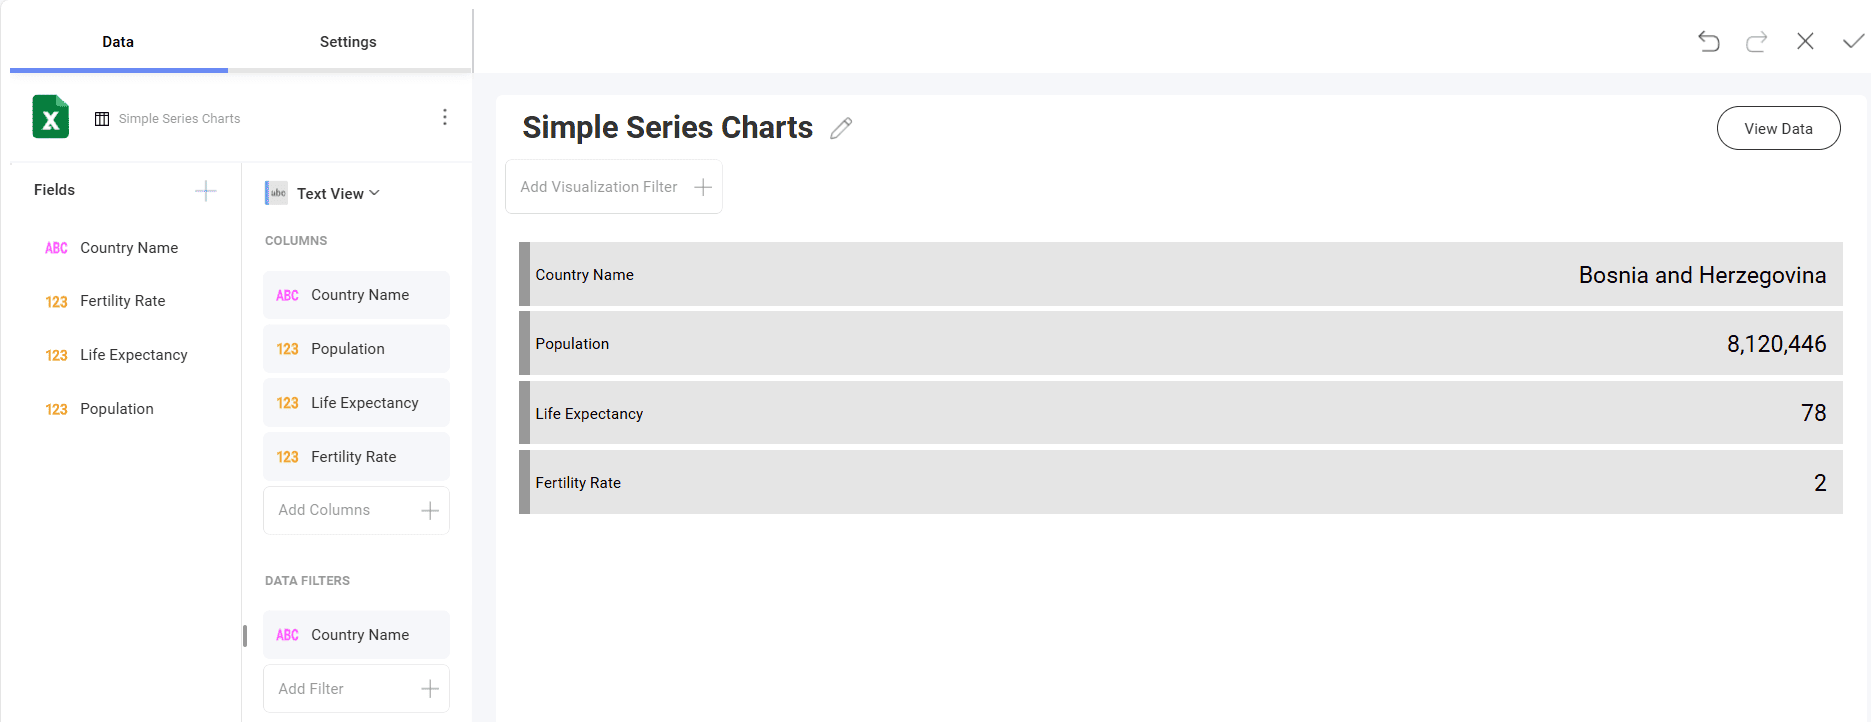 Data
Settings
Simple Series Charts
Fields
ABC Country Name
123 Fertility Rate
123 Life Expectancy
123 Population
abc Text View
COLUMNS
ABC Country Name
123 Population
123 Life Expectancy
123 Fertility Rate
Add Columns
DATA FILTERS
ABC Country Name
Add Filter
Simple Series Charts
View Data
Add Visualization Filter
Country Name Bosnia and Herzegovina
Population 8,120,446
Life Expectancy 78
Fertility Rate 2